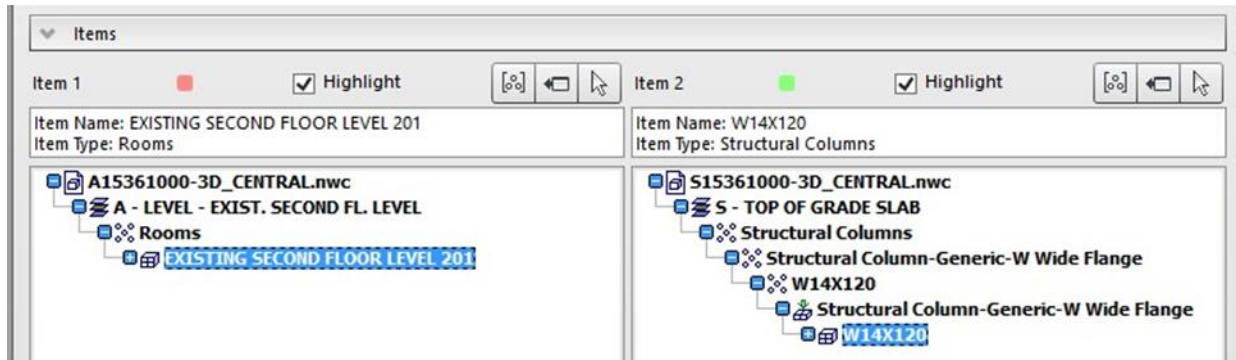 Items
Item 1 Highlight
Item 2 Highlight
Item Name: EXISTING SECOND FLOOR LEVEL 201
Item Type: Rooms
Item Name: W14X120
Item Type: Structural Columns
A15361000-3D_CENTRAL.nwc
A - LEVEL - EXIST. SECOND FL. LEVEL
Rooms
EXISTING SECOND FLOOR LEVEL 201
S15361000-3D_CENTRAL.nwc
S - TOP OF GRADE SLAB
Structural Columns
Structural Column-Generic-W Wide Flange
W14X120
Structural Column-Generic-W Wide Flange
W14X120